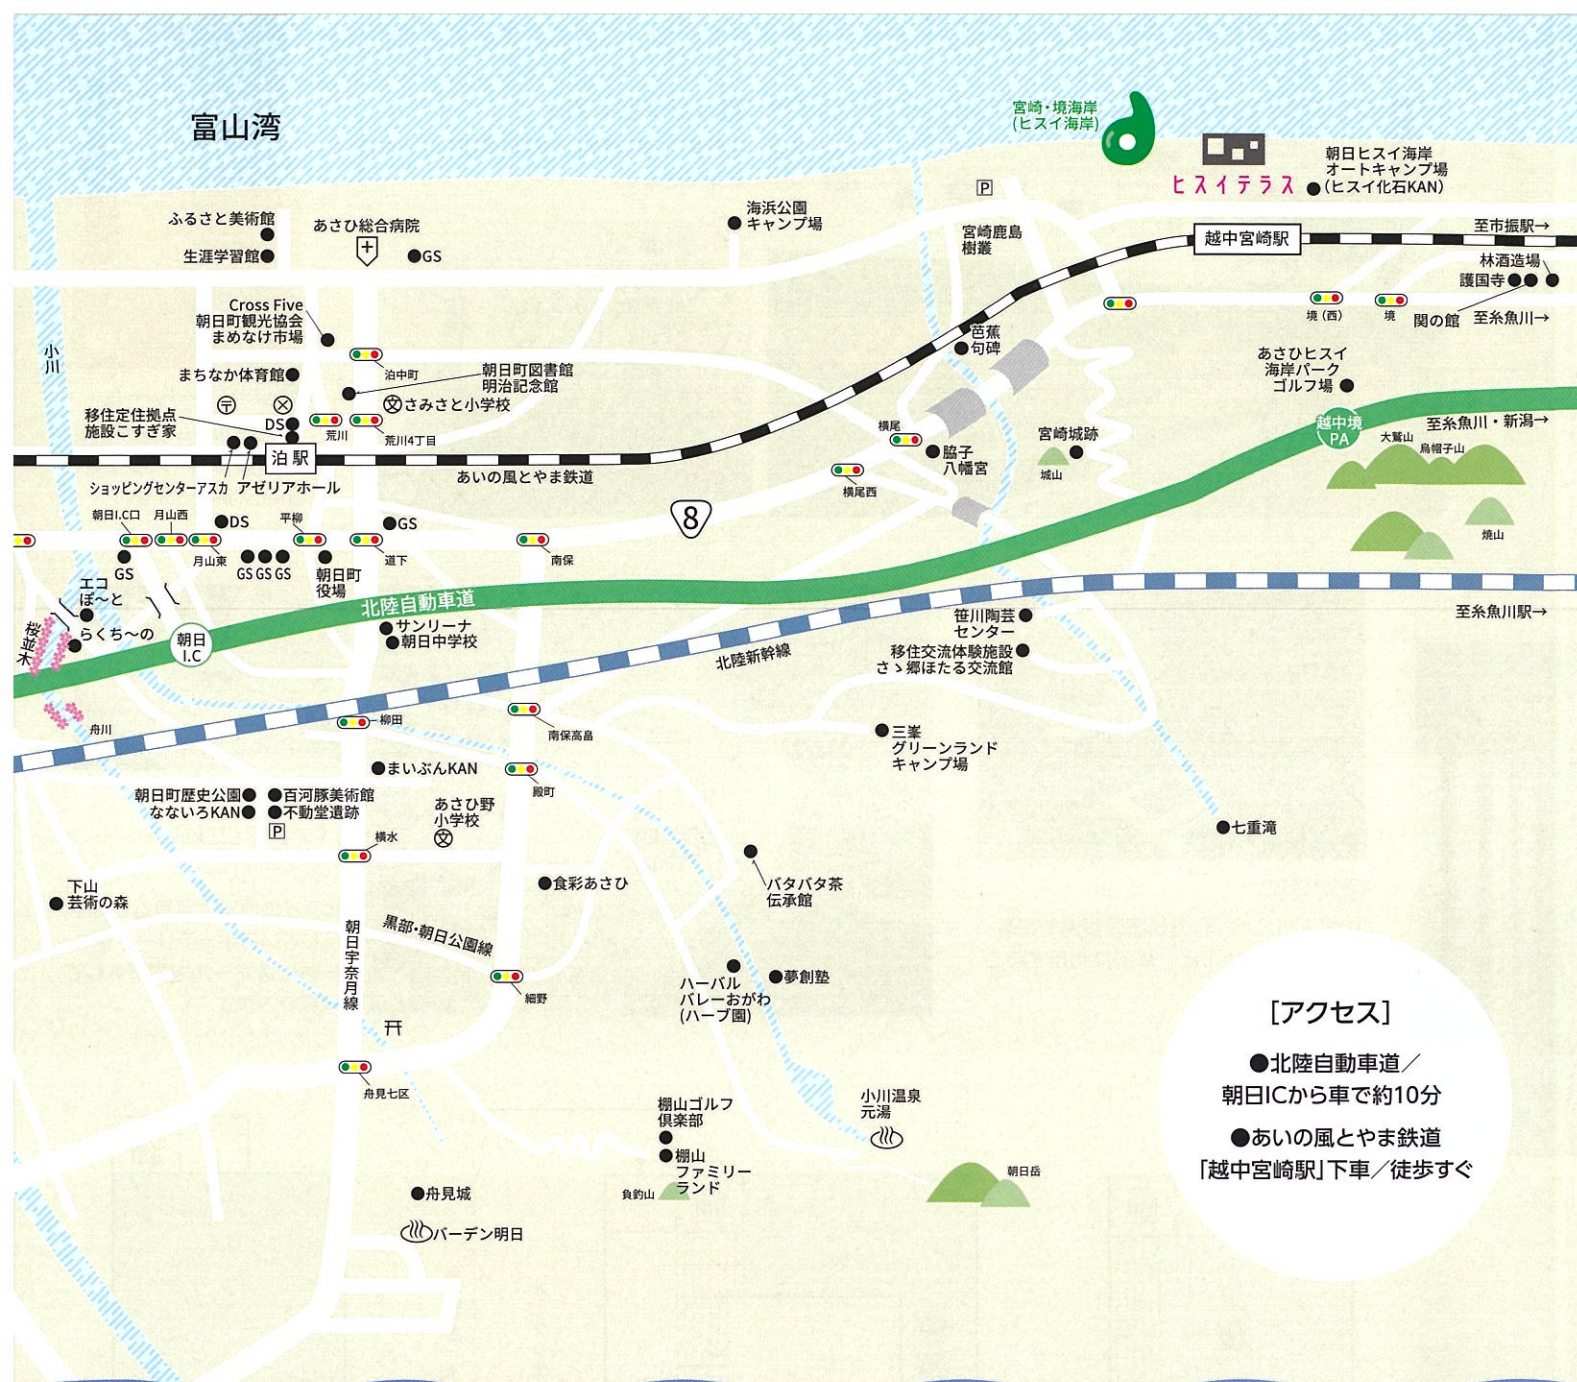 富山湾
宮崎・境海岸
(ヒスイ海岸)
ヒスイテラス
朝日ヒスイ海岸
オートキャンプ場
(ヒスイ化石KAN)
P
ふるさと美術館
生涯学習館
あさひ総合病院
GS
海浜公園
キャンプ場
宮崎鹿島
樹叢
越中宮崎駅
至市振駅→
林酒造場
護国寺
関の館
至糸魚川→
境(西)
境
小川
Cross Five
朝日町観光協会
まめなけ市場
泊中町
まちなか体育館
朝日町図書館
明治記念館
文
さみさと小学校
移住定住拠点
施設こすぎ家
DS
荒川
荒川4丁目
泊駅
あいの風とやま鉄道
ショッピングセンターアスカ
アゼリアホール
芭蕉
句碑
横尾
脇子
八幡宮
横尾西
宮崎城跡
城山
あさひヒスイ
海岸パーク
ゴルフ場
越中境
PA
至糸魚川・新潟→
大鷲山
烏帽子山
焼山
8
朝日I.C口
月山西
DS
月山東
平柳
GS
道下
南保
GS
GS
GS
GS
朝日町
役場
エコ
ぽ〜と
らくち〜の
桜並木
朝日
I.C
北陸自動車道
サンリーナ
朝日中学校
北陸新幹線
笹川陶芸
センター
移住交流体験施設
さゝ郷ほたる交流館
至糸魚川駅→
舟川
柳田
南保高畠
三峯
グリーンランド
キャンプ場
まいぶんKAN
殿町
朝日町歴史公園
なないろKAN
百河豚美術館
不動堂遺跡
P
あさひ野
小学校
文
横水
七重滝
下山
芸術の森
食彩あさひ
バタバタ茶
伝承館
黒部・朝日公園線
朝日宇奈月線
細野
ハーバル
バレーおがわ
(ハーブ園)
夢創塾
舟見七区
棚山ゴルフ
倶楽部
棚山
ファミリー
ランド
負釣山
小川温泉
元湯
朝日岳
舟見城
バーデン明日
[アクセス]
●北陸自動車道/
朝日ICから車で約10分
●あいの風とやま鉄道
「越中宮崎駅」下車/徒歩すぐ